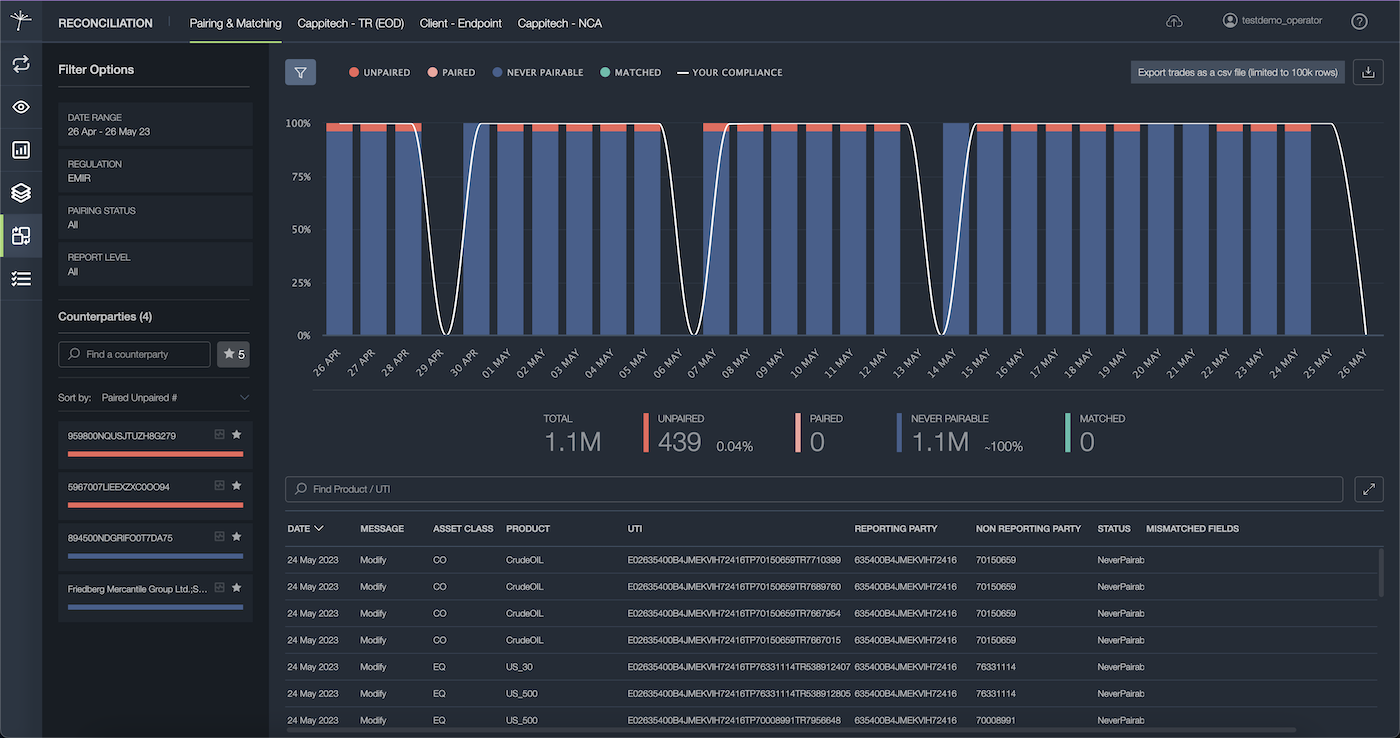 RECONCILIATION
Pairing & Matching
Cappitech - TR (EOD)
Client - Endpoint
Cappitech - NCA
testdemo_operator
?
Filter Options
DATE RANGE
26 Apr - 26 May 23
REGULATION
EMIR
PAIRING STATUS
All
REPORT LEVEL
All
Counterparties (4)
Find a counterparty
5
Sort by: Paired Unpaired #
959800NQUSJTUZH8G279
5967007LIEEXZXC0OO94
894500NDGRIFO0T7DA75
Friedberg Mercantile Group Ltd.;S...
UNPAIRED PAIRED NEVER PAIRABLE MATCHED YOUR COMPLIANCE
Export trades as a csv file (limited to 100k rows)
100%
75%
50%
25%
0%
26 APR 27 APR 28 APR 29 APR 30 APR 01 MAY 02 MAY 03 MAY 04 MAY 05 MAY 06 MAY 07 MAY 08 MAY 09 MAY 10 MAY 11 MAY 12 MAY 13 MAY 14 MAY 15 MAY 16 MAY 17 MAY 18 MAY 19 MAY 20 MAY 21 MAY 22 MAY 23 MAY 24 MAY 25 MAY 26 MAY
TOTAL
1.1M
UNPAIRED
439 0.04%
PAIRED
0
NEVER PAIRABLE
1.1M ~100%
MATCHED
0
Find Product / UTI
DATE MESSAGE ASSET CLASS PRODUCT UTI REPORTING PARTY NON REPORTING PARTY STATUS MISMATCHED FIELDS
24 May 2023 Modify CO CrudeOIL E02635400B4JMEKVIH72416TP70150659TR7710399 635400B4JMEKVIH72416 70150659 NeverPairab
24 May 2023 Modify CO CrudeOIL E02635400B4JMEKVIH72416TP70150659TR7689760 635400B4JMEKVIH72416 70150659 NeverPairab
24 May 2023 Modify CO CrudeOIL E02635400B4JMEKVIH72416TP70150659TR7667954 635400B4JMEKVIH72416 70150659 NeverPairab
24 May 2023 Modify CO CrudeOIL E02635400B4JMEKVIH72416TP70150659TR7667015 635400B4JMEKVIH72416 70150659 NeverPairab
24 May 2023 Modify EQ US_30 E02635400B4JMEKVIH72416TP76331114TR538912407 635400B4JMEKVIH72416 76331114 NeverPairab
24 May 2023 Modify EQ US_500 E02635400B4JMEKVIH72416TP76331114TR538912805 635400B4JMEKVIH72416 76331114 NeverPairab
24 May 2023 Modify EQ US_500 E02635400B4JMEKVIH72416TP70008991TR7956648 635400B4JMEKVIH72416 70008991 NeverPairab